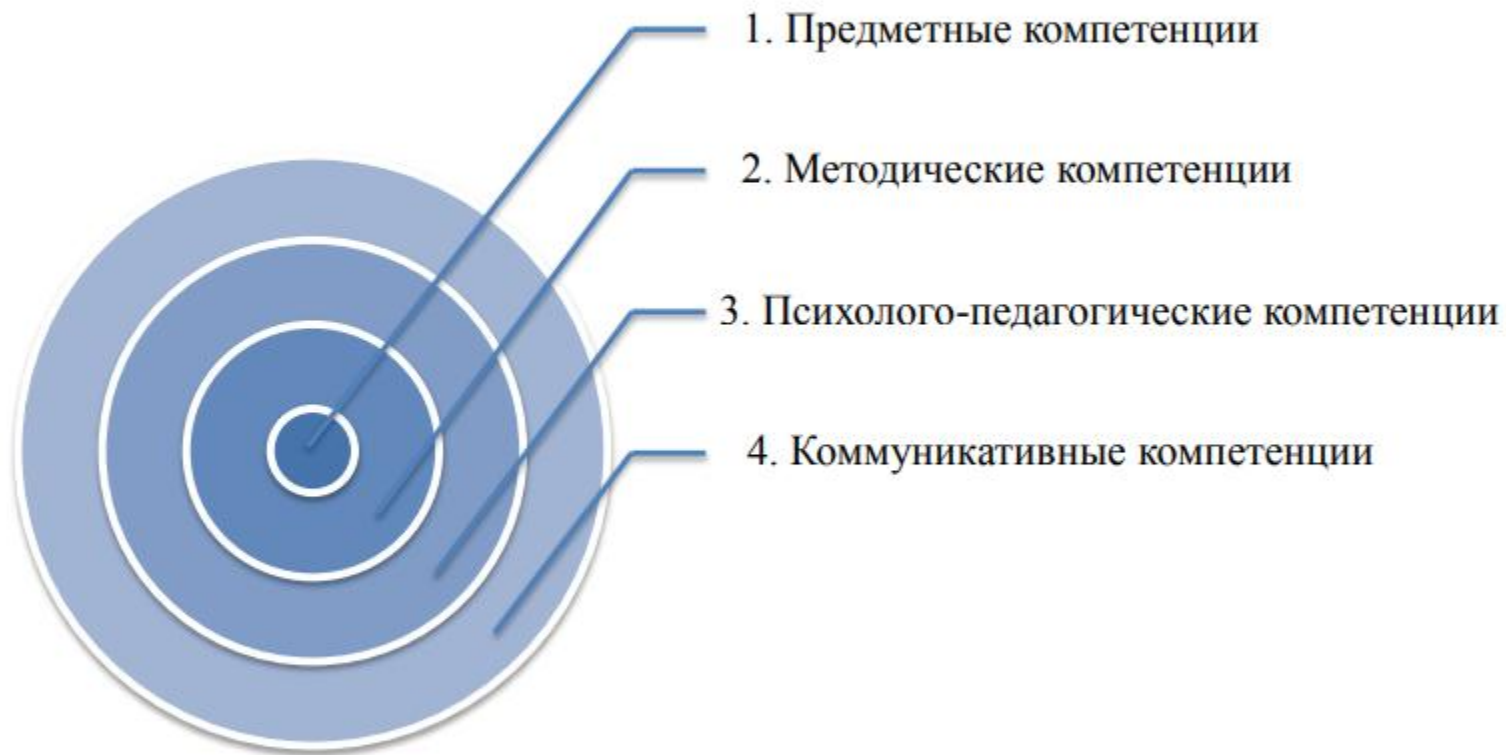 1. Предметные компетенции
2. Методические компетенции
3. Психолого-педагогические компетенции
4. Коммуникативные компетенции